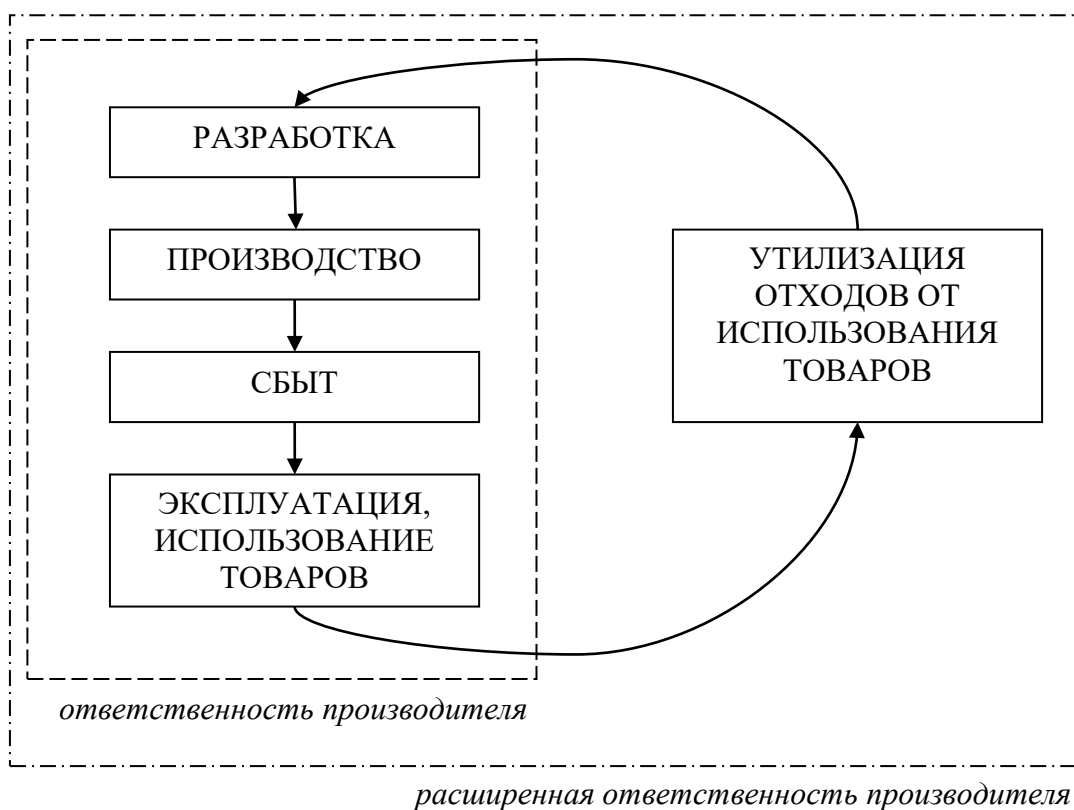 РАЗРАБОТКА
ПРОИЗВОДСТВО
СБЫТ
ЭКСПЛУАТАЦИЯ,
ИСПОЛЬЗОВАНИЕ
ТОВАРОВ
УТИЛИЗАЦИЯ
ОТХОДОВ ОТ
ИСПОЛЬЗОВАНИЯ
ТОВАРОВ
ответственность производителя
расширенная ответственность производителя